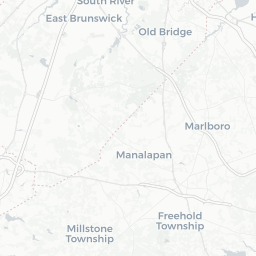 South River
East Brunswick
Old Bridge
Marlboro
Manalapan
Freehold
Township
Millstone
Township